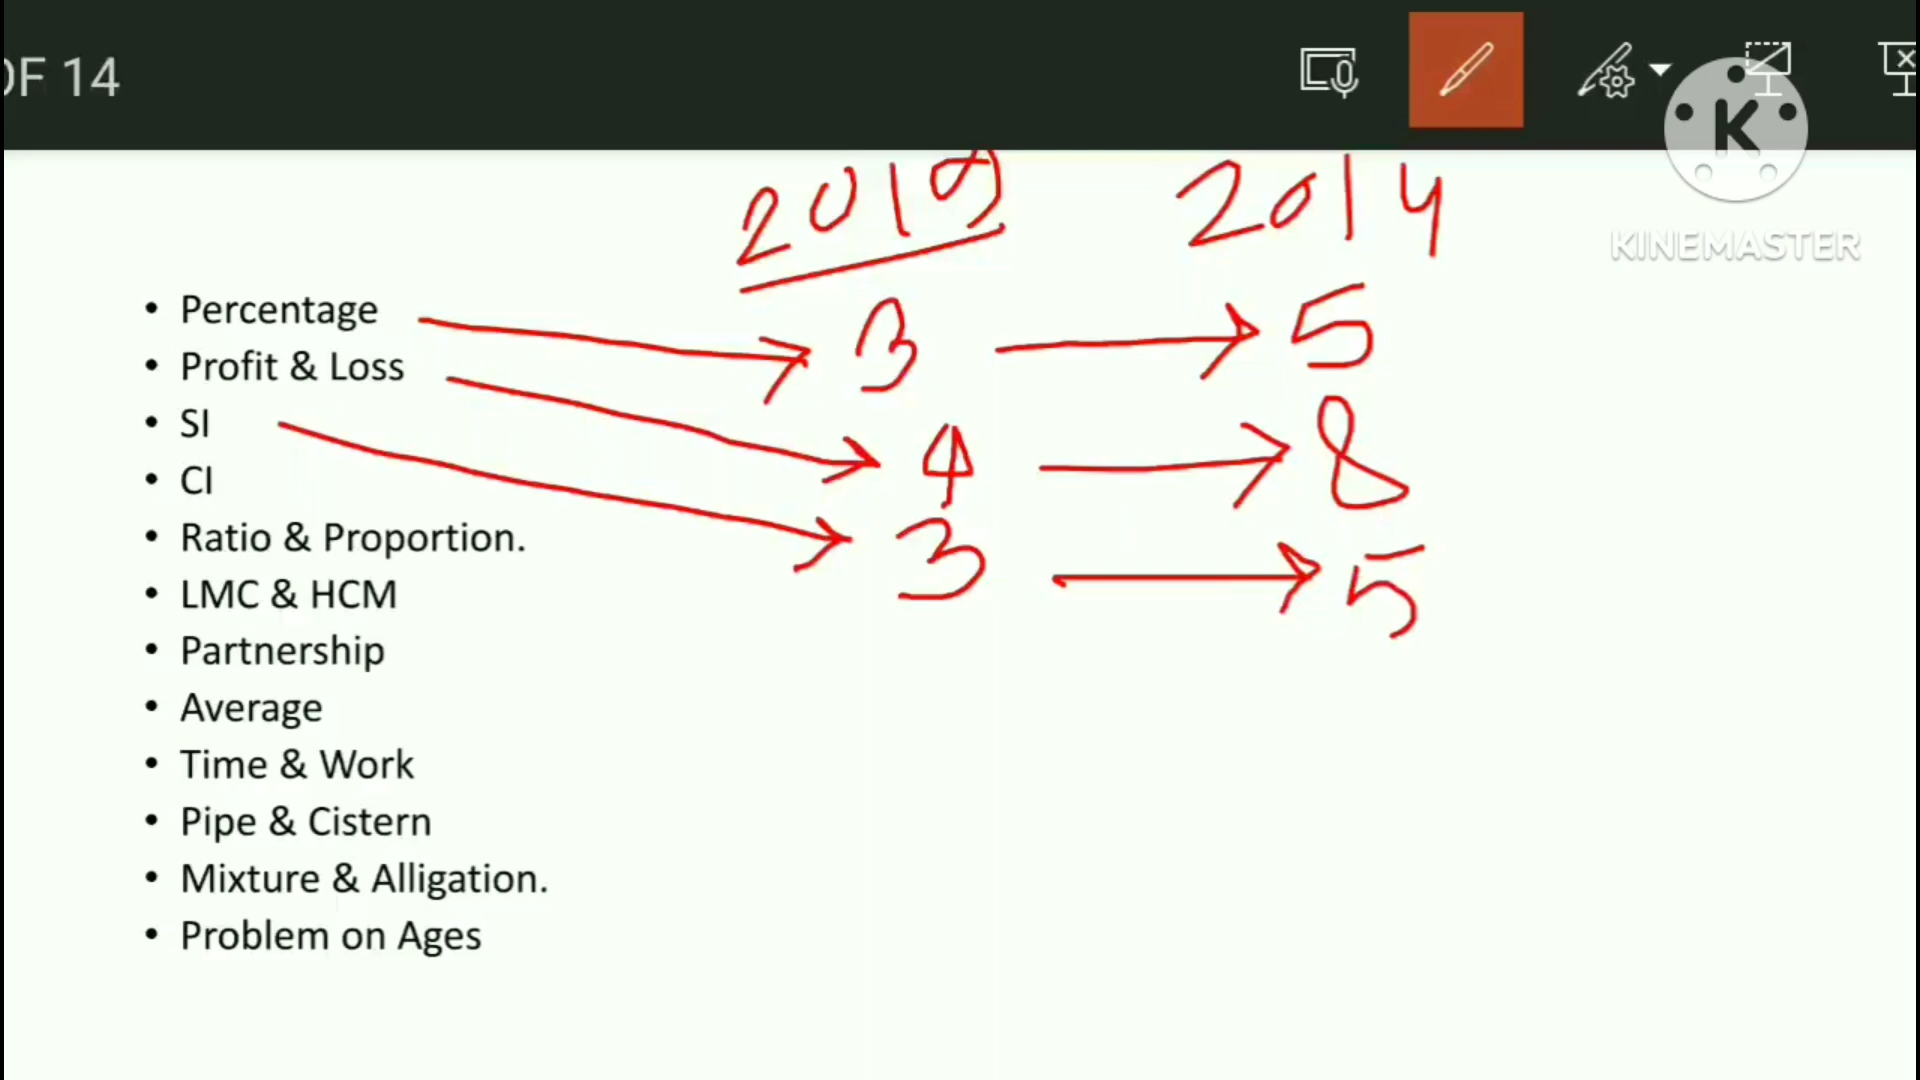 OF 14
K
KINEMASTER
2019 2014
• Percentage 3 5
• Profit & Loss 4 8
• SI 3 5
• CI
• Ratio & Proportion.
• LMC & HCM
• Partnership
• Average
• Time & Work
• Pipe & Cistern
• Mixture & Alligation.
• Problem on Ages